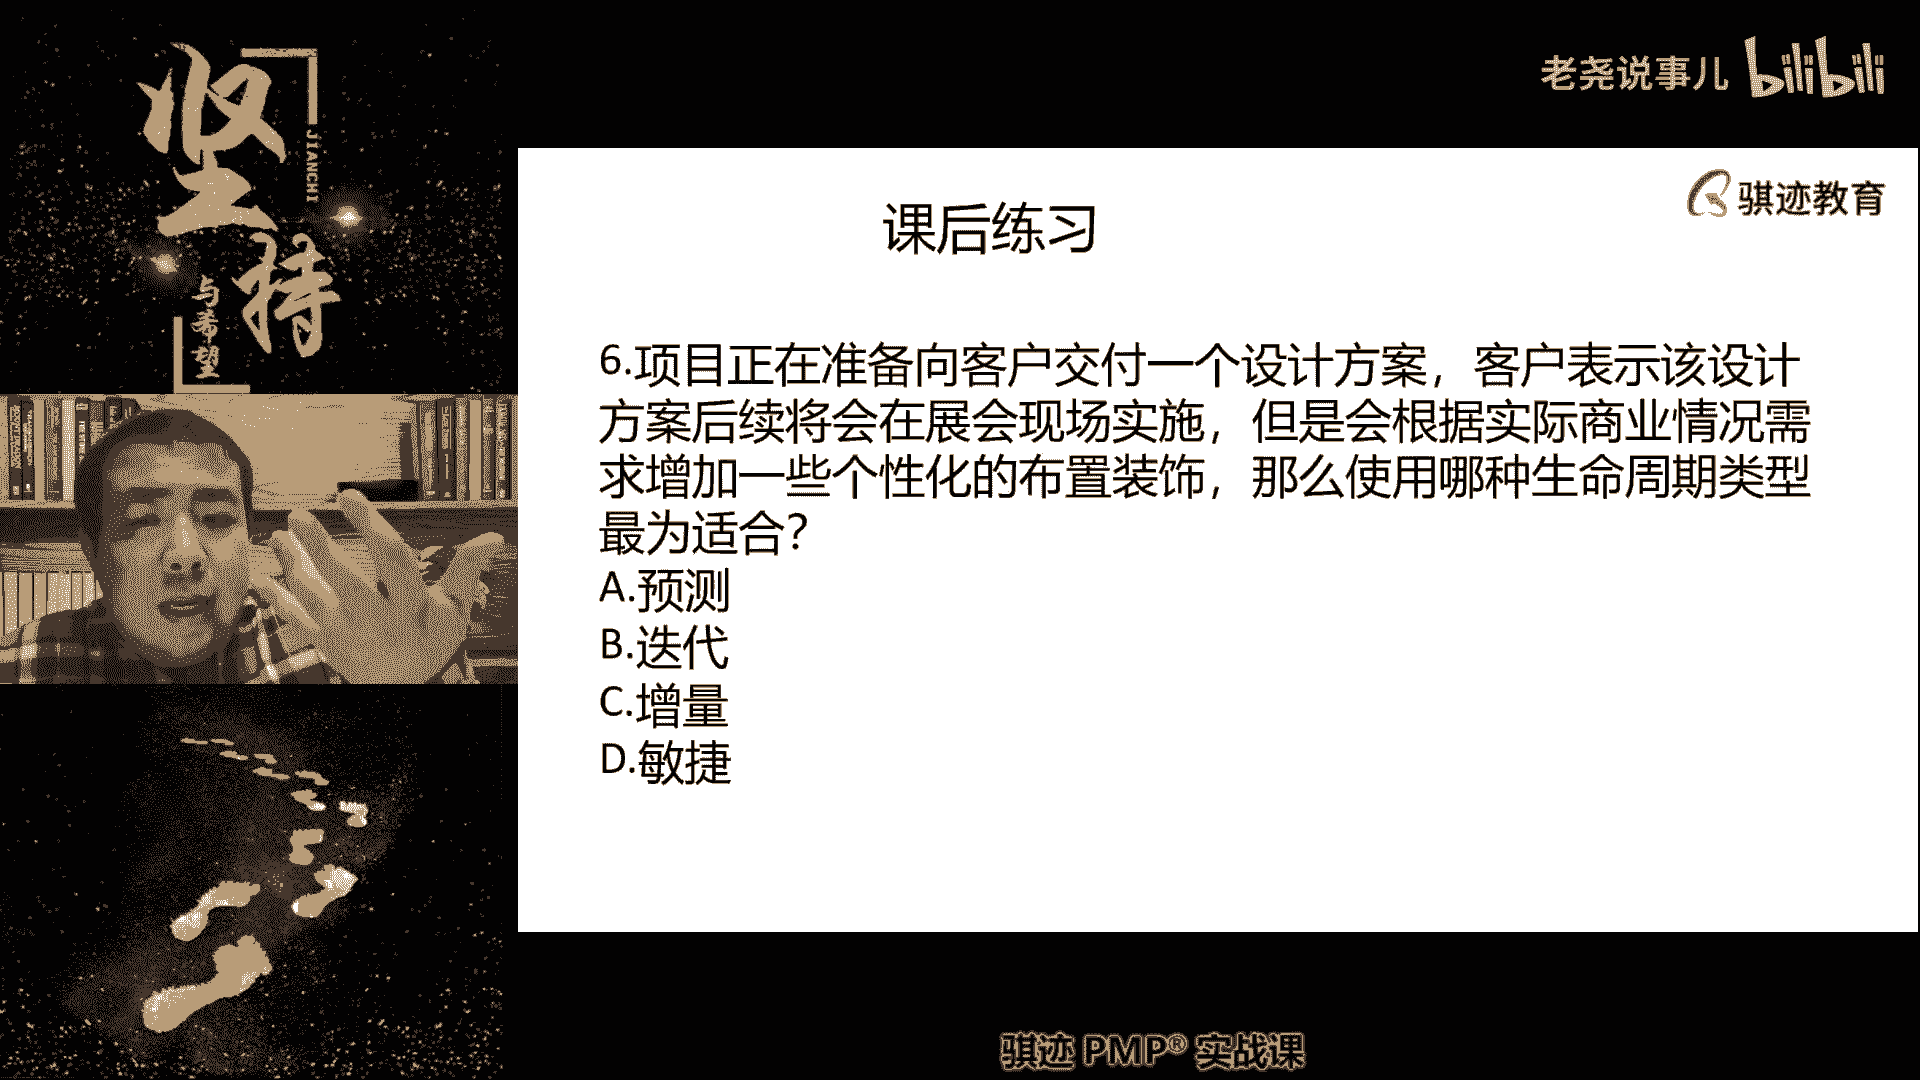 坚持
JIANCHI
与希望
老尧说事儿 bilibili
骐迹教育
课后练习
6.项目正在准备向客户交付一个设计方案，客户表示该设计
方案后续将会在展会现场实施，但是会根据实际商业情况需
求增加一些个性化的布置装饰，那么使用哪种生命周期类型
最为适合？
A.预测
B.迭代
C.增量
D.敏捷
骐迹 PMP® 实战课